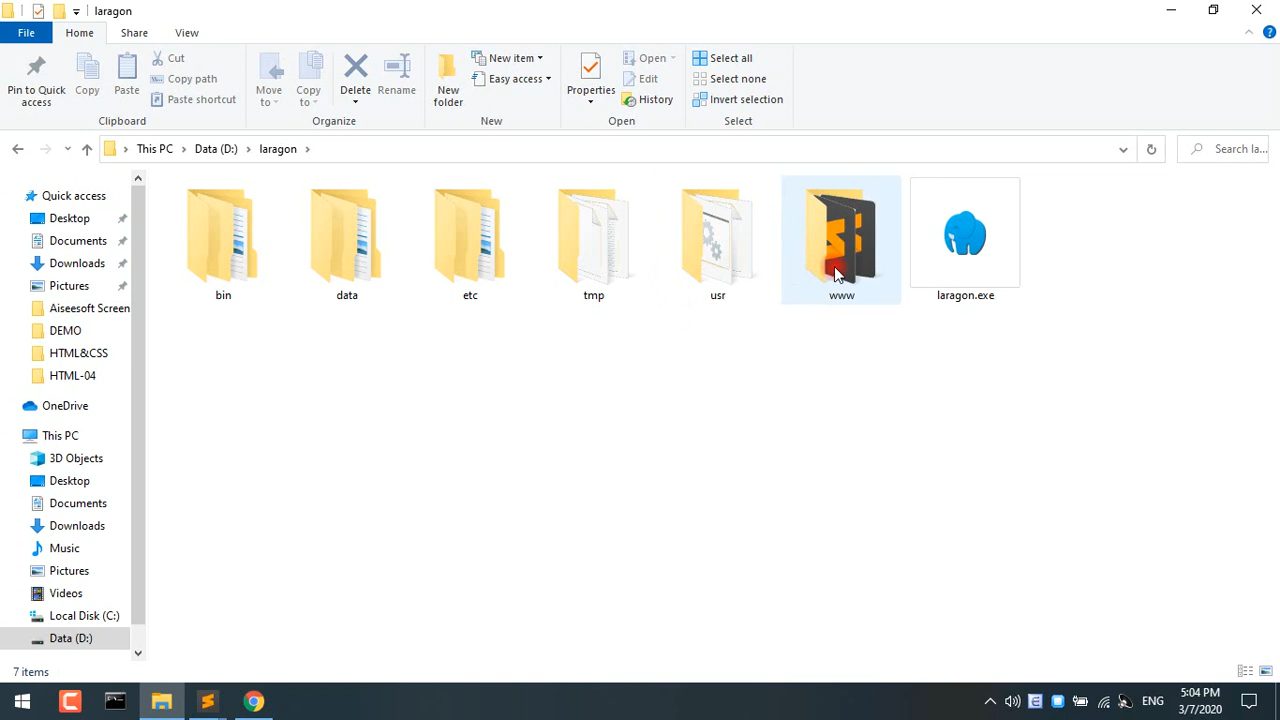 laragon
File
Home
Share
View
Pin to Quick
access
Copy
Paste
Cut
Copy path
Paste shortcut
Clipboard
Move
to
Copy
to
Delete
Rename
Organize
New
folder
New item
Easy access
New
Properties
Open
Edit
History
Open
Select all
Select none
Invert selection
Select
This PC
Data (D:)
laragon
Search la...
Quick access
Desktop
Documents
Downloads
Pictures
Aiseesoft Screen
DEMO
HTML&CSS
HTML-04
OneDrive
This PC
3D Objects
Desktop
Documents
Downloads
Music
Pictures
Videos
Local Disk (C:)
Data (D:)
bin
data
etc
tmp
usr
www
laragon.exe
7 items
ENG
5:04 PM
3/7/2020